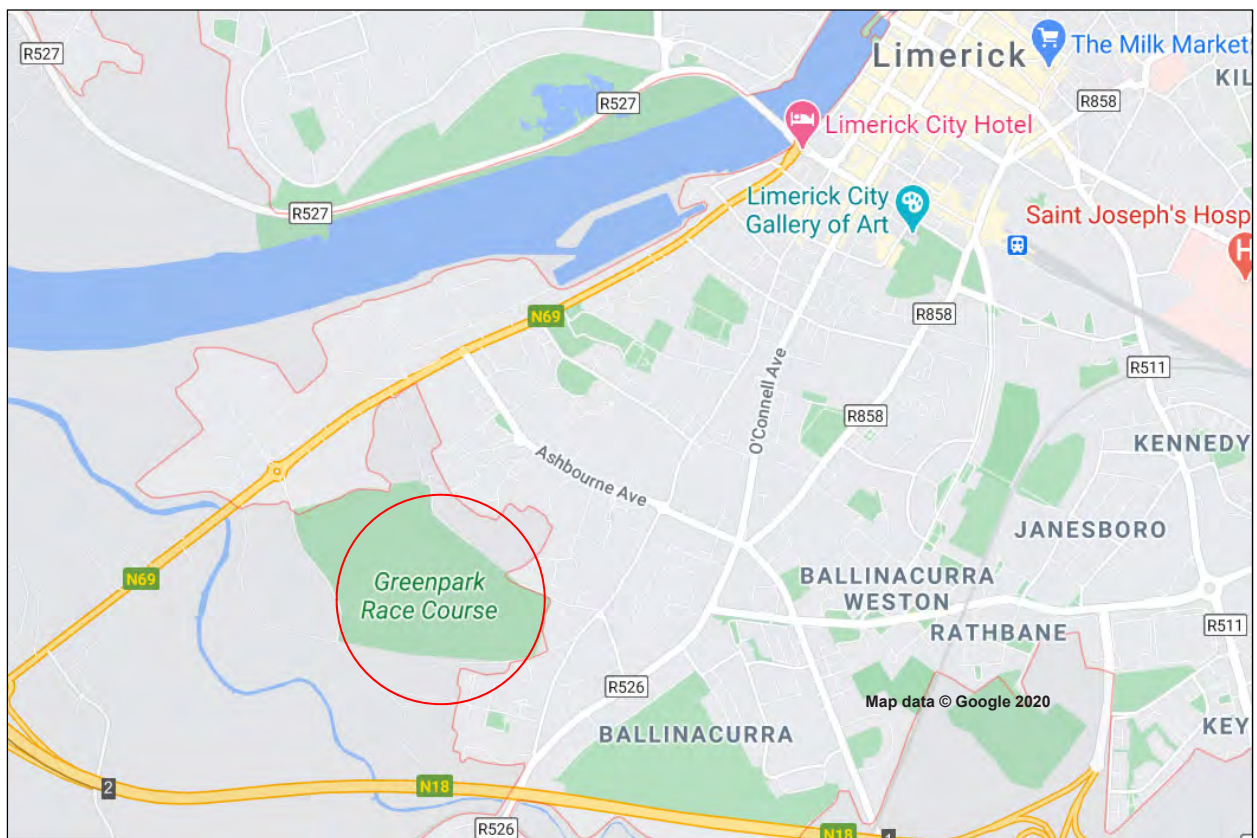 R527
Limerick
The Milk Market
KIL
R527
R858
Limerick City Hotel
R527
Limerick City
Gallery of Art
Saint Joseph's Hosp
H
N69
R858
R511
O'Connell Ave
R858
KENNEDY
Ashbourne Ave
JANESBORO
N69
Greenpark
Race Course
BALLINACURRA
WESTON
RATHBANE
R511
R526
Map data © Google 2020
BALLINACURRA
KEY
2
N18
R526
N18